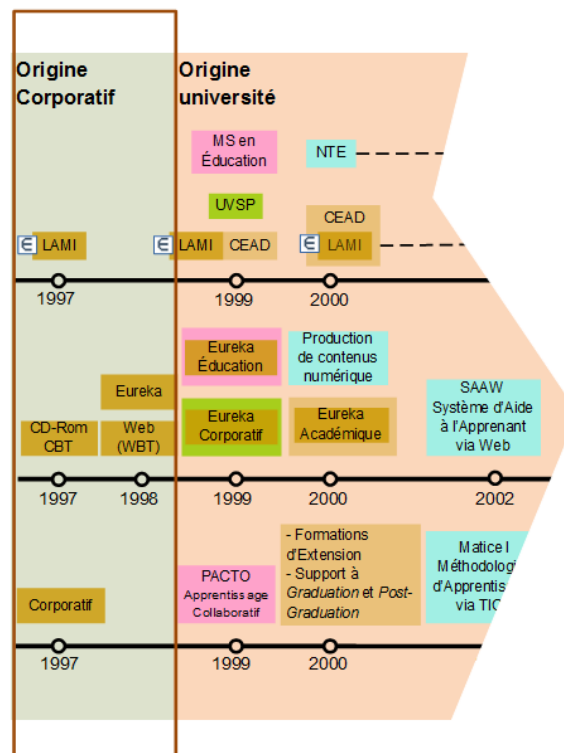 Origine
Corporatif
Origine
université
MS en
Éducation
NTE
UVSP
CEAD
∈ LAMI
∈ LAMI CEAD
∈ LAMI
1997
1999
2000
Eureka
Éducation
Production
de contenus
numérique
Eureka
SAAW
Système d'Aide
à l'Apprenant
via Web
CD-Rom
CBT
Web
(WBT)
Eureka
Corporatif
Eureka
Académique
1997
1998
1999
2000
2002
- Formations
d'Extension
- Support à
Graduation et Post-
Graduation
Corporatif
PACTO
Apprentissage
Collaboratif
Matice I
Méthodologi
d'Apprentis
via TIC
1997
1999
2000